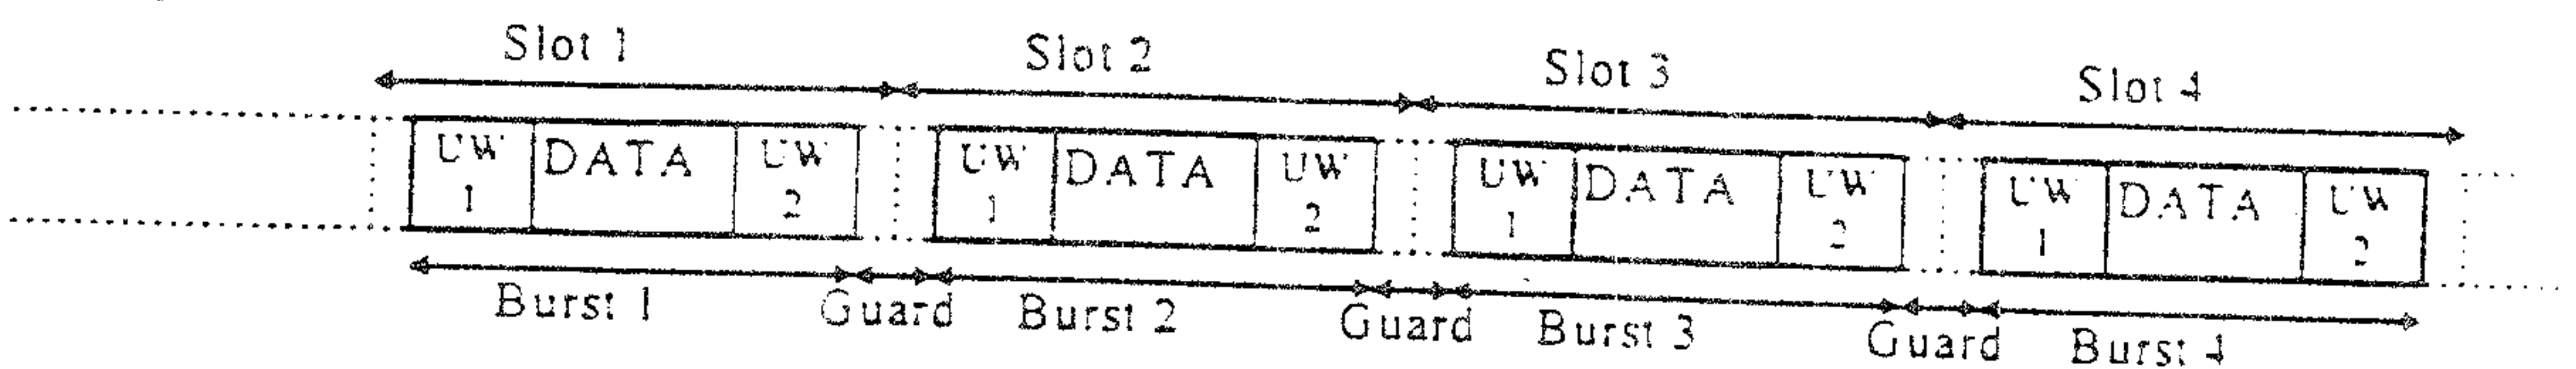 Slot 1 Slot 2 Slot 3 Slot 4
UW DATA UW UW DATA UW UW DATA UW UW DATA UW
1 2 1 2 1 2 1 2
Burst 1 Guard Burst 2 Guard Burst 3 Guard Burst 4